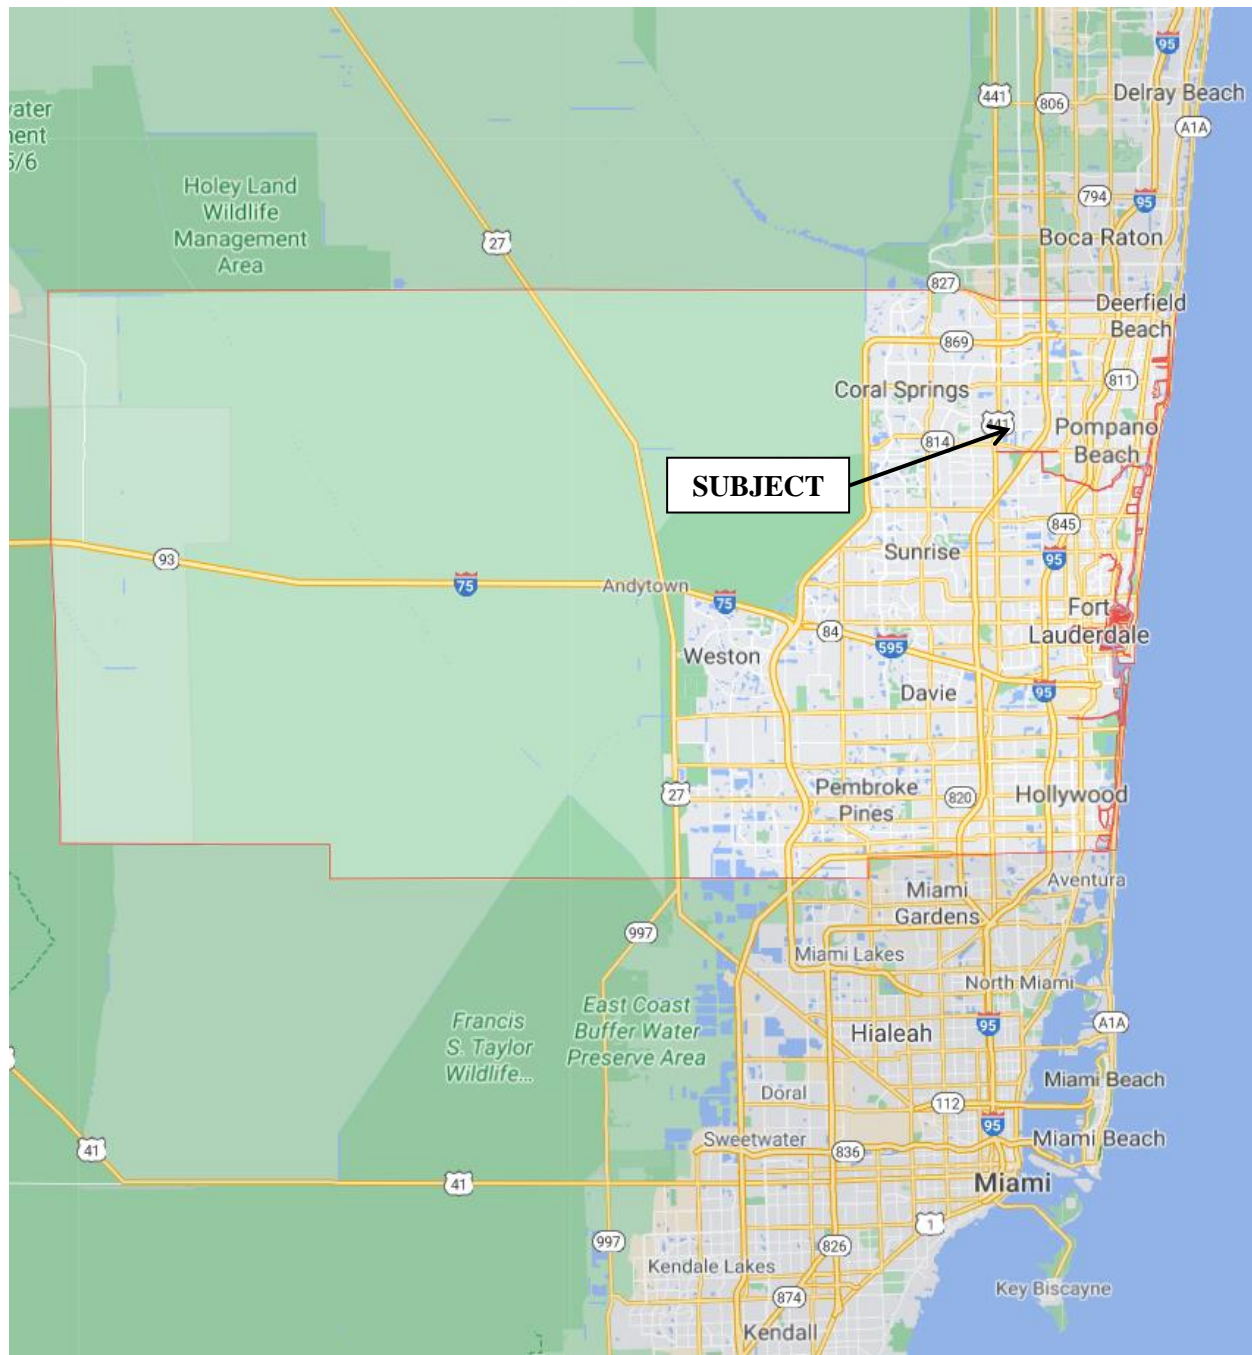 95
441
806
Delray Beach
A1A
ater
ent
5/6
Holey Land
Wildlife
Management
Area
794
95
27
Boca Raton
827
Deerfield
Beach
869
811
Coral Springs
441
814
Pompano
Beach
SUBJECT
845
93
Sunrise
95
75
Andytown
75
Fort
Lauderdale
84
595
Weston
Davie
95
27
Pembroke
Pines
820
Hollywood
Miami
Gardens
Aventura
997
Miami Lakes
North Miami
East Coast
Buffer Water
Preserve Area
Francis
S. Taylor
Wildlife...
95
A1A
Hialeah
Miami Beach
Doral
112
95
Sweetwater
836
Miami Beach
41
41
Miami
997
1
826
Kendale Lakes
874
Key Biscayne
Kendall